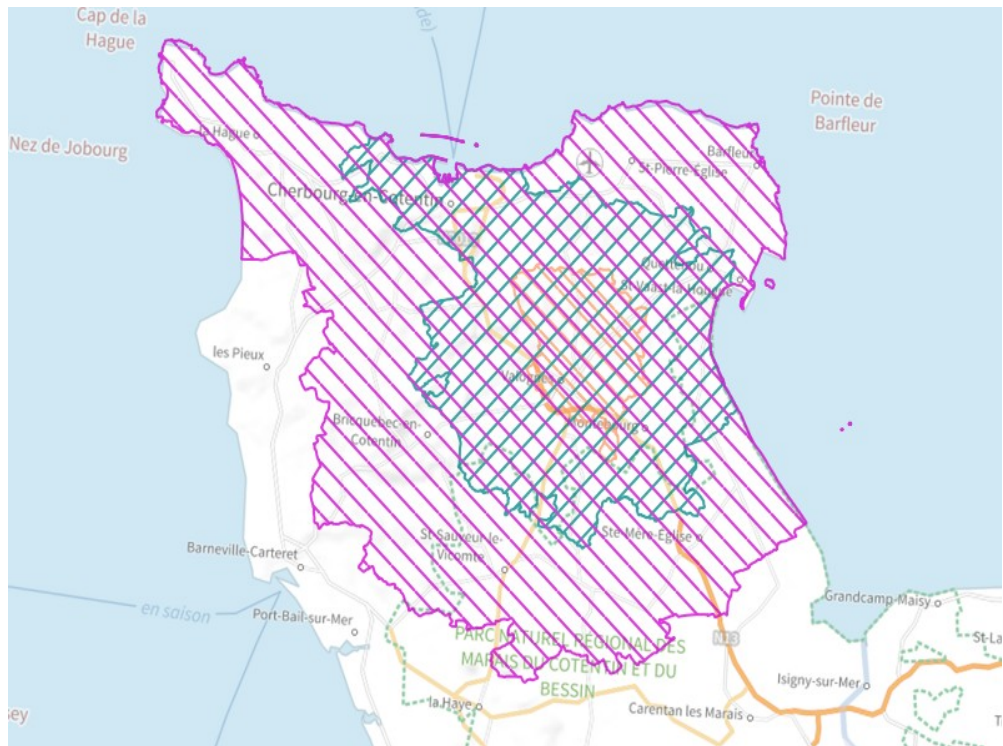 Cap de la
Hague
Pointe de
Barfleur
Nez de Jobourg
la Hague
Barfleur
St-Pierre-Église
Cherbourg-en-Cotentin
Quettehou
St-Vaast-la-Hougue
les Pieux
Valognes
Bricquebec-en-
Cotentin
Montebourg
St-Sauveur-le-
Vicomte
Ste-Mère-Église
Barneville-Carteret
en saison
Port-Bail-sur-Mer
Grandcamp-Maisy
PARC NATUREL RÉGIONAL DES
MARAIS DU COTENTIN ET DU
BESSIN
N13
St-La
Isigny-sur-Mer
la Haye
Carentan les Marais
sey